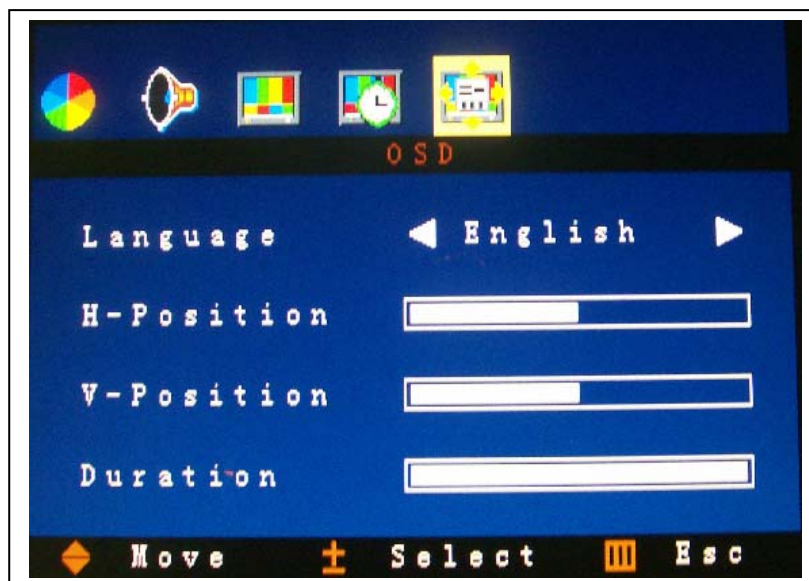 OSD
Language English
H-Position
V-Position
Duration
Move ± Select Esc